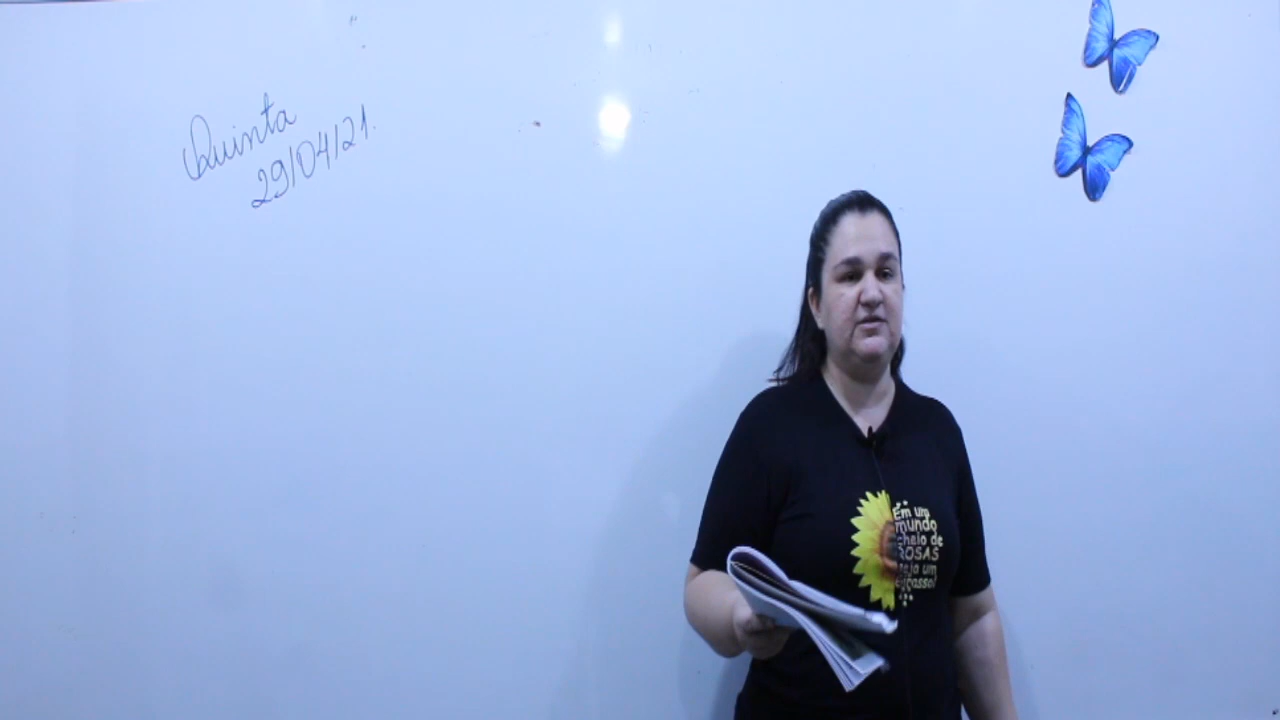 Quinta
29/04/21.
Em um
mundo
cheio de
ROSAS
seja um
girassol